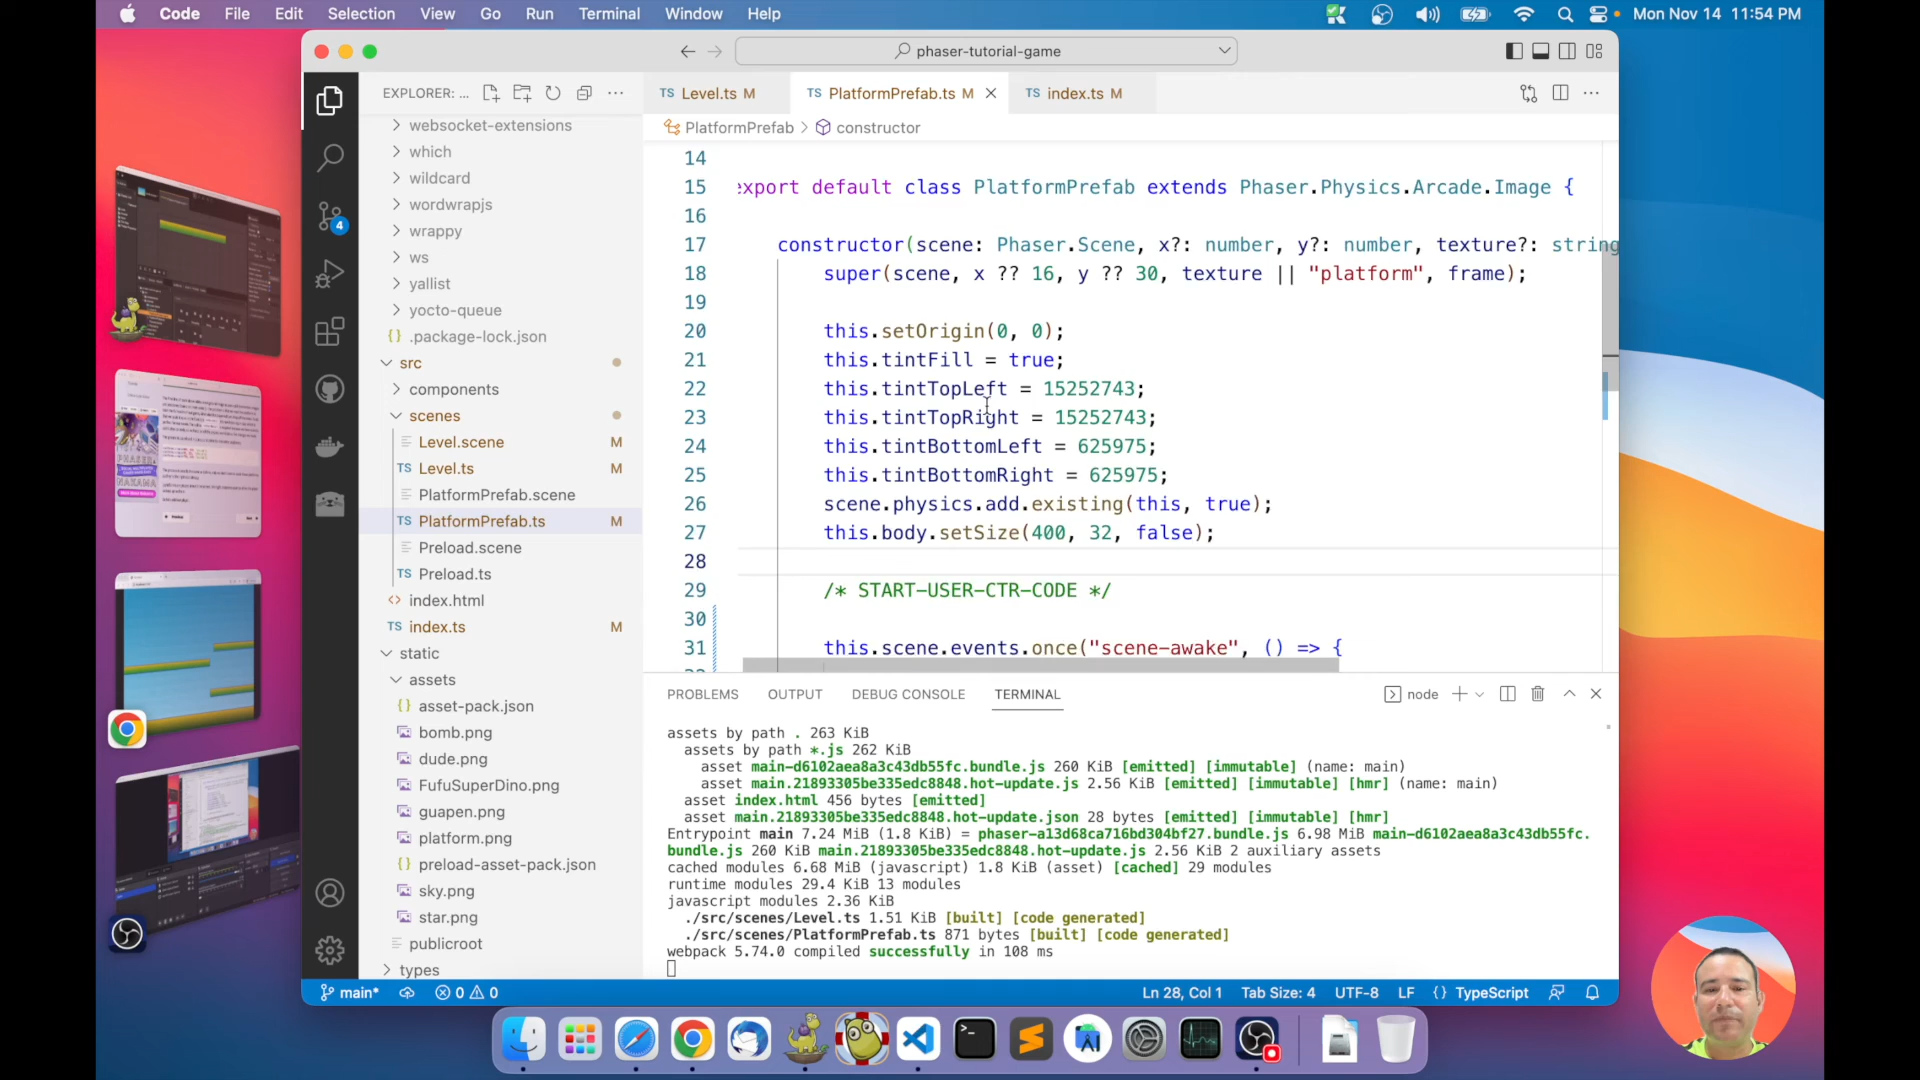 Code File Edit Selection View Go Run Terminal Window Help
Mon Nov 14 11:54 PM
phaser-tutorial-game
EXPLORER: ...
websocket-extensions
which
wildcard
wordwrapjs
wrappy
ws
yallist
yocto-queue
{} .package-lock.json
src
components
scenes
Level.scene M
TS Level.ts M
PlatformPrefab.scene
TS PlatformPrefab.ts M
Preload.scene
TS Preload.ts
<> index.html
TS index.ts M
static
assets
{} asset-pack.json
bomb.png
dude.png
FufuSuperDino.png
guapen.png
platform.png
{} preload-asset-pack.json
sky.png
star.png
publicroot
types
4
TS Level.ts M
TS PlatformPrefab.ts M
TS index.ts M
PlatformPrefab > constructor
14
15 export default class PlatformPrefab extends Phaser.Physics.Arcade.Image {
16
17 constructor(scene: Phaser.Scene, x?: number, y?: number, texture?: string
18 super(scene, x ?? 16, y ?? 30, texture || "platform", frame);
19
20 this.setOrigin(0, 0);
21 this.tintFill = true;
22 this.tintTopLeft = 15252743;
23 this.tintTopRight = 15252743;
24 this.tintBottomLeft = 625975;
25 this.tintBottomRight = 625975;
26 scene.physics.add.existing(this, true);
27 this.body.setSize(400, 32, false);
28
29 /* START-USER-CTR-CODE */
30
31 this.scene.events.once("scene-awake", () => {
PROBLEMS OUTPUT DEBUG CONSOLE TERMINAL
node
assets by path . 263 KiB
assets by path *.js 262 KiB
asset main-d6102aea8a3c43db55fc.bundle.js 260 KiB [emitted] [immutable] (name: main)
asset main.21893305be335edc8848.hot-update.js 2.56 KiB [emitted] [immutable] [hmr] (name: main)
asset index.html 456 bytes [emitted]
asset main.21893305be335edc8848.hot-update.json 28 bytes [emitted] [immutable] [hmr]
Entrypoint main 7.24 MiB (1.8 KiB) = phaser-a13d68ca716bd304bf27.bundle.js 6.98 MiB main-d6102aea8a3c43db55fc.
bundle.js 260 KiB main.21893305be335edc8848.hot-update.js 2.56 KiB 2 auxiliary assets
cached modules 6.68 MiB (javascript) 1.8 KiB (asset) [cached] 29 modules
runtime modules 29.4 KiB 13 modules
javascript modules 2.36 KiB
./src/scenes/Level.ts 1.51 KiB [built] [code generated]
./src/scenes/PlatformPrefab.ts 871 bytes [built] [code generated]
webpack 5.74.0 compiled successfully in 108 ms
main* 0 0
Ln 28, Col 1 Tab Size: 4 UTF-8 LF {} TypeScript